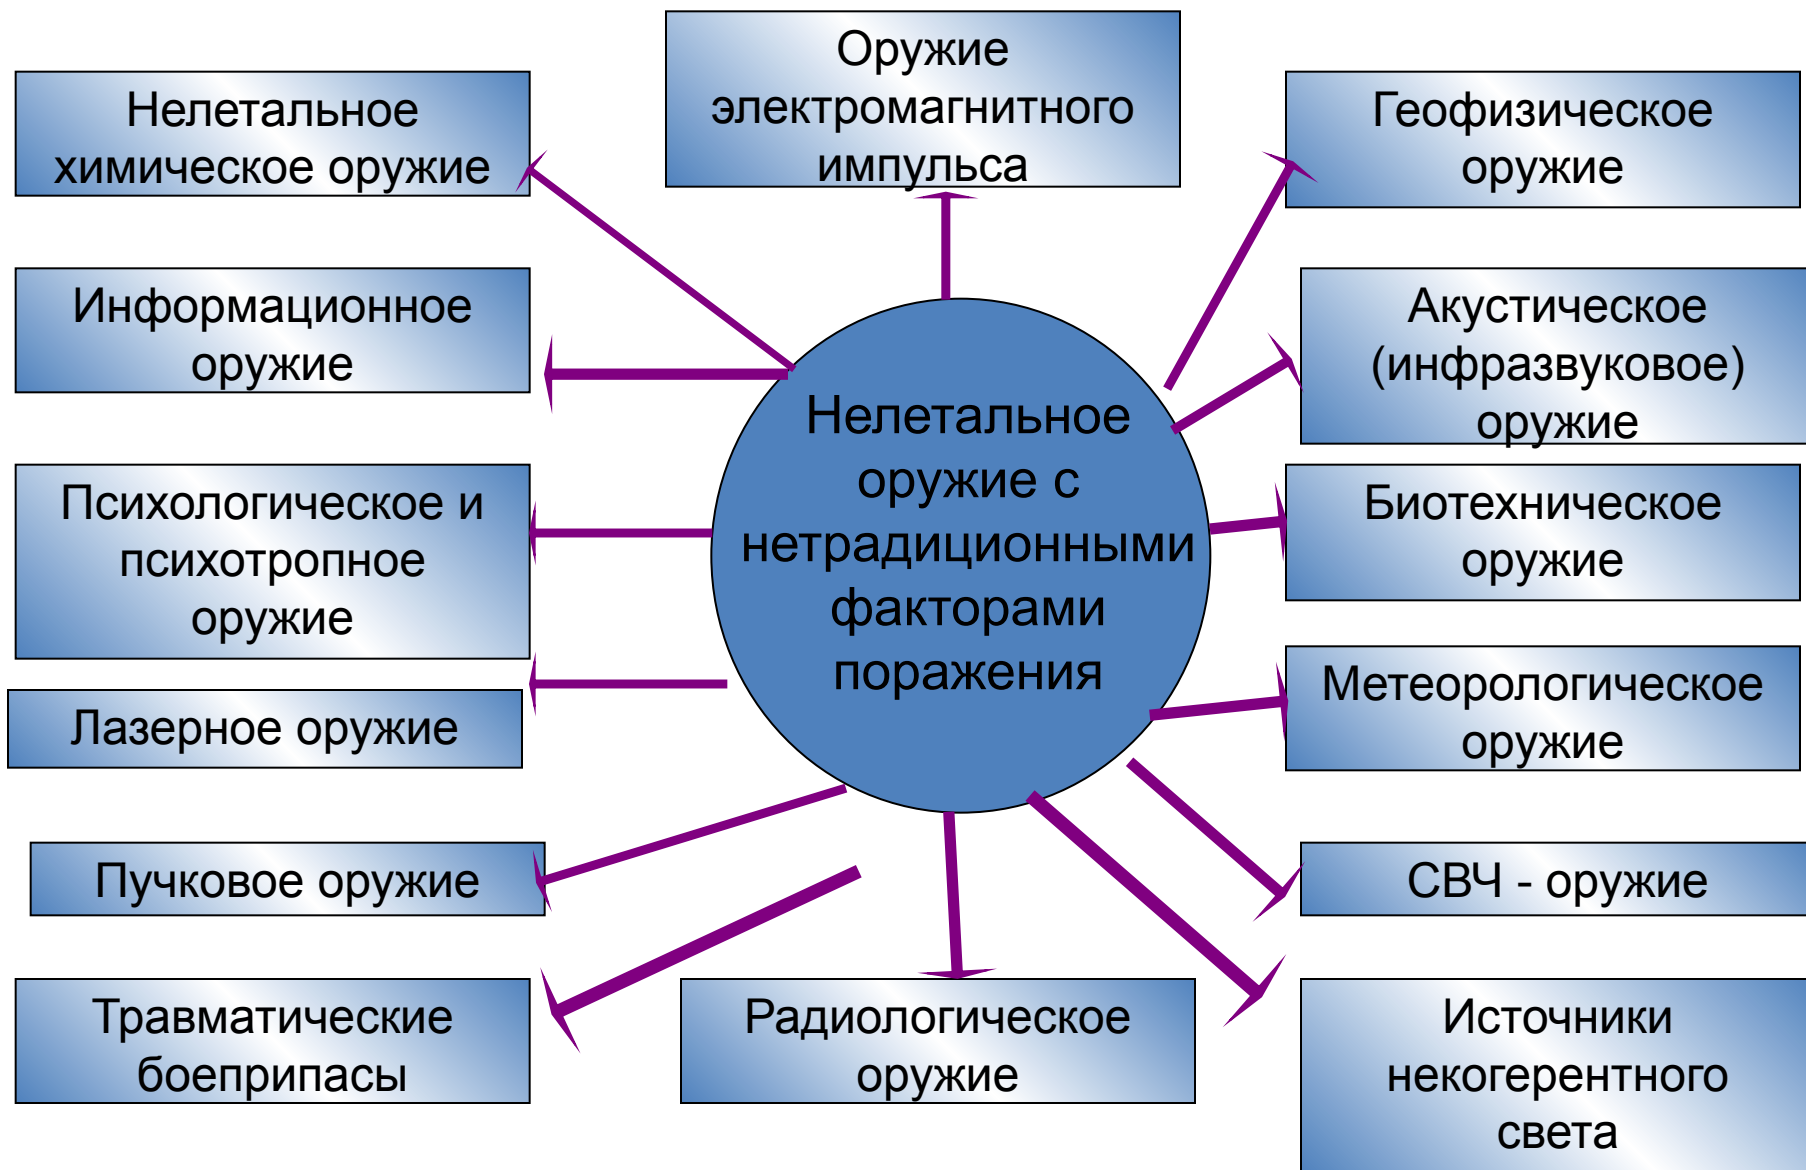 Оружие
электромагнитного
импульса
Нелетальное
химическое оружие
Геофизическое
оружие
Информационное
оружие
Акустическое
(инфразвуковое)
оружие
Нелетальное
оружие с
нетрадиционными
факторами
поражения
Психологическое и
психотропное
оружие
Биотехническое
оружие
Лазерное оружие
Метеорологическое
оружие
Пучковое оружие
СВЧ - оружие
Травматические
боеприпасы
Радиологическое
оружие
Источники
некогерентного
света